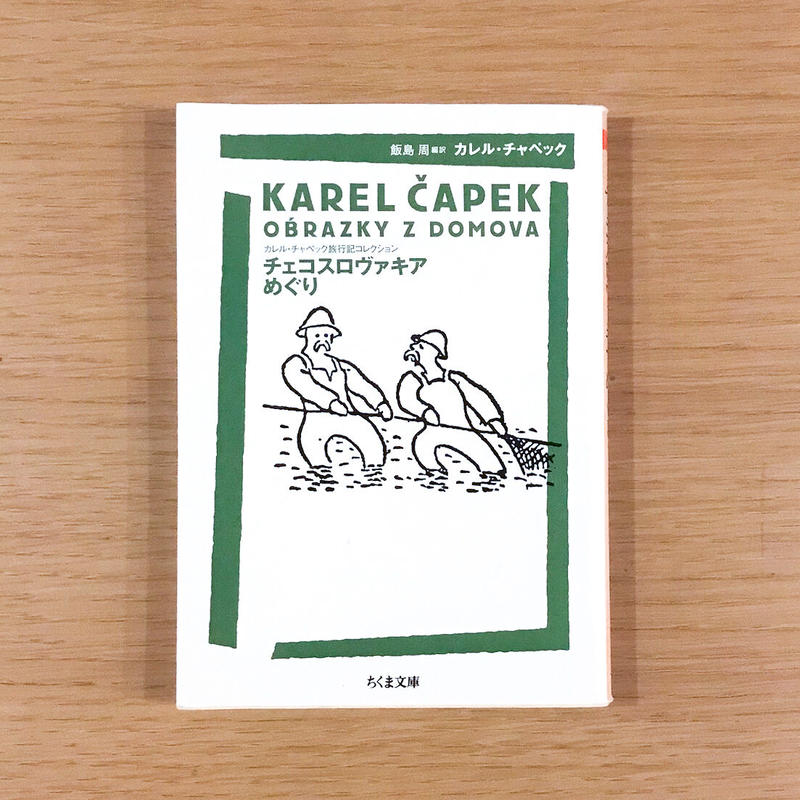 飯島 周 編訳 カレル・チャペック
KAREL ČAPEK
OBRAZKY Z DOMOVA
カレル・チャペック旅行記コレクション
チェコスロヴァキア
めぐり
ちくま文庫